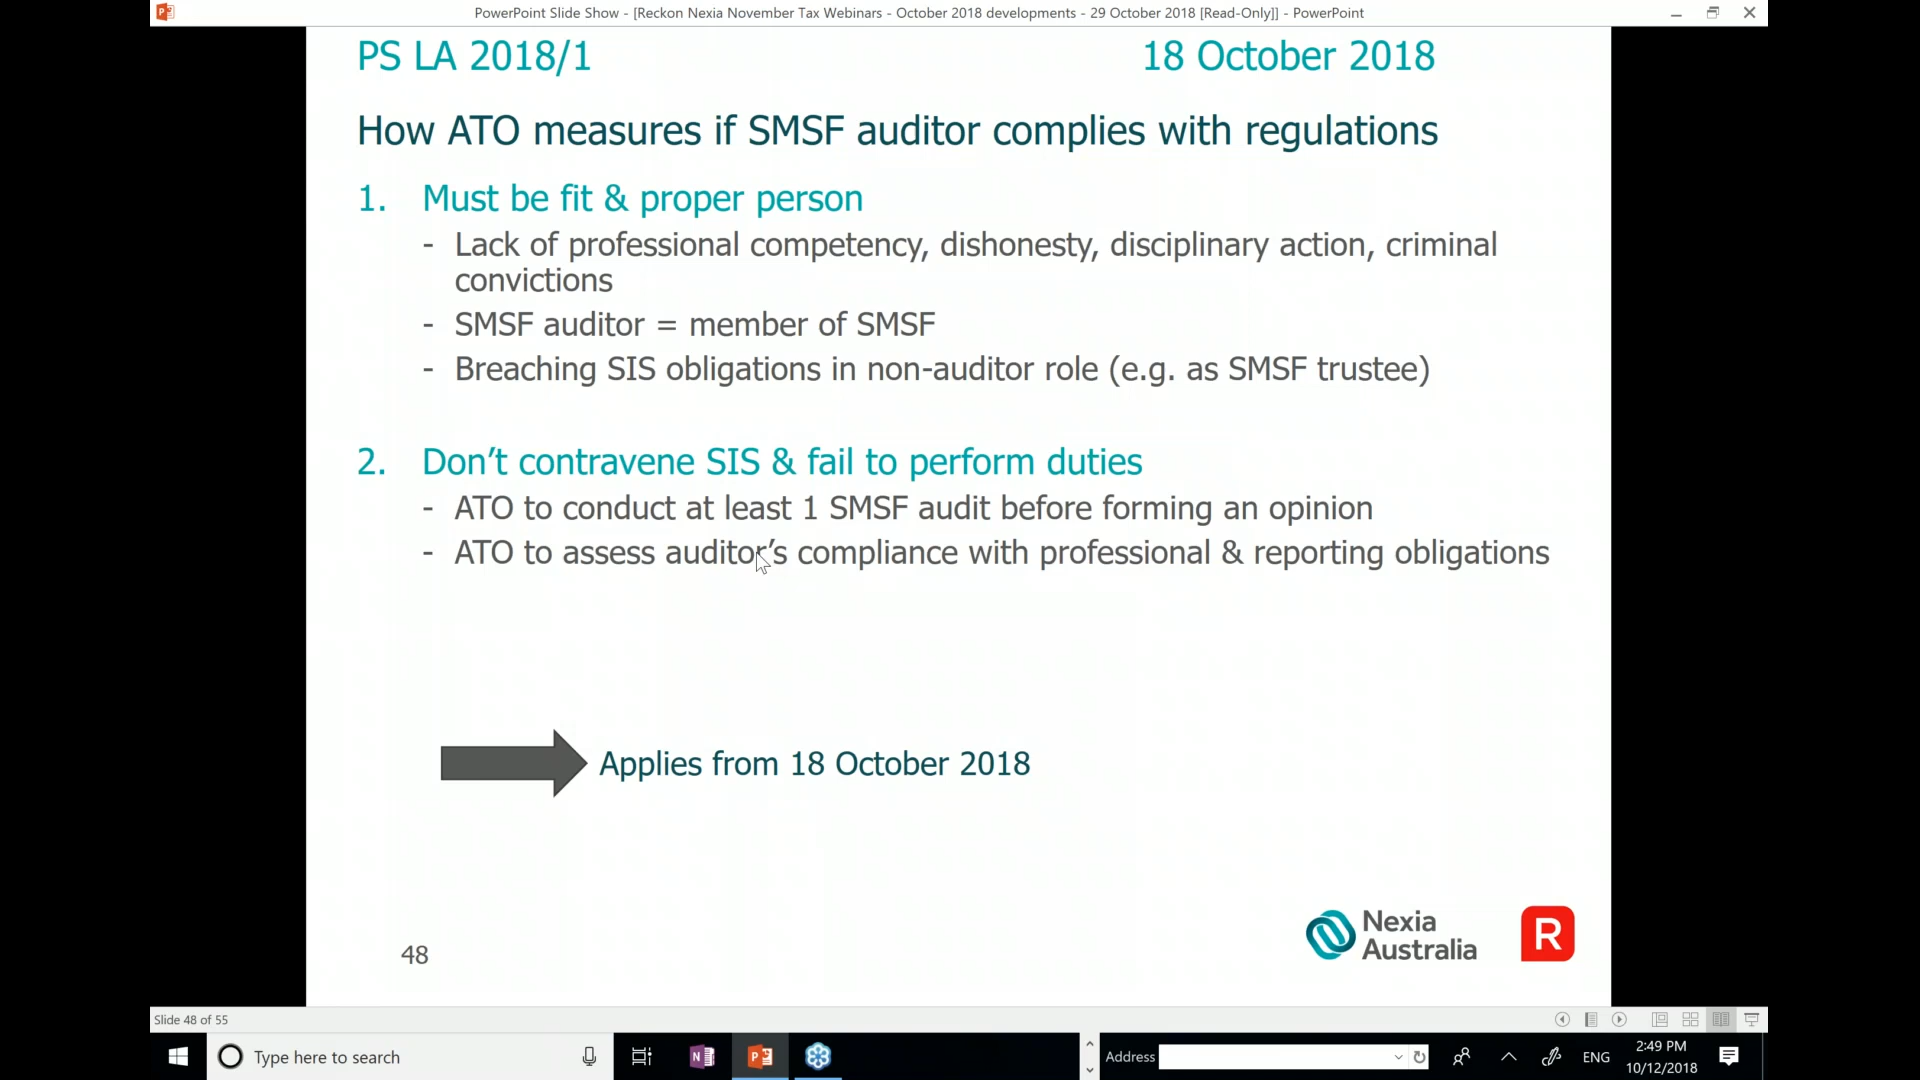 PowerPoint Slide Show - [Reckon Nexia November Tax Webinars - October 2018 developments - 29 October 2018 [Read-Only]] - PowerPoint
PS LA 2018/1 18 October 2018
How ATO measures if SMSF auditor complies with regulations
1. Must be fit & proper person
- Lack of professional competency, dishonesty, disciplinary action, criminal
convictions
- SMSF auditor = member of SMSF
- Breaching SIS obligations in non-auditor role (e.g. as SMSF trustee)
2. Don't contravene SIS & fail to perform duties
- ATO to conduct at least 1 SMSF audit before forming an opinion
- ATO to assess auditor's compliance with professional & reporting obligations
Applies from 18 October 2018
Nexia
Australia
R
48
Slide 48 of 55
Type here to search
N
P
Address
ENG
2:49 PM
10/12/2018